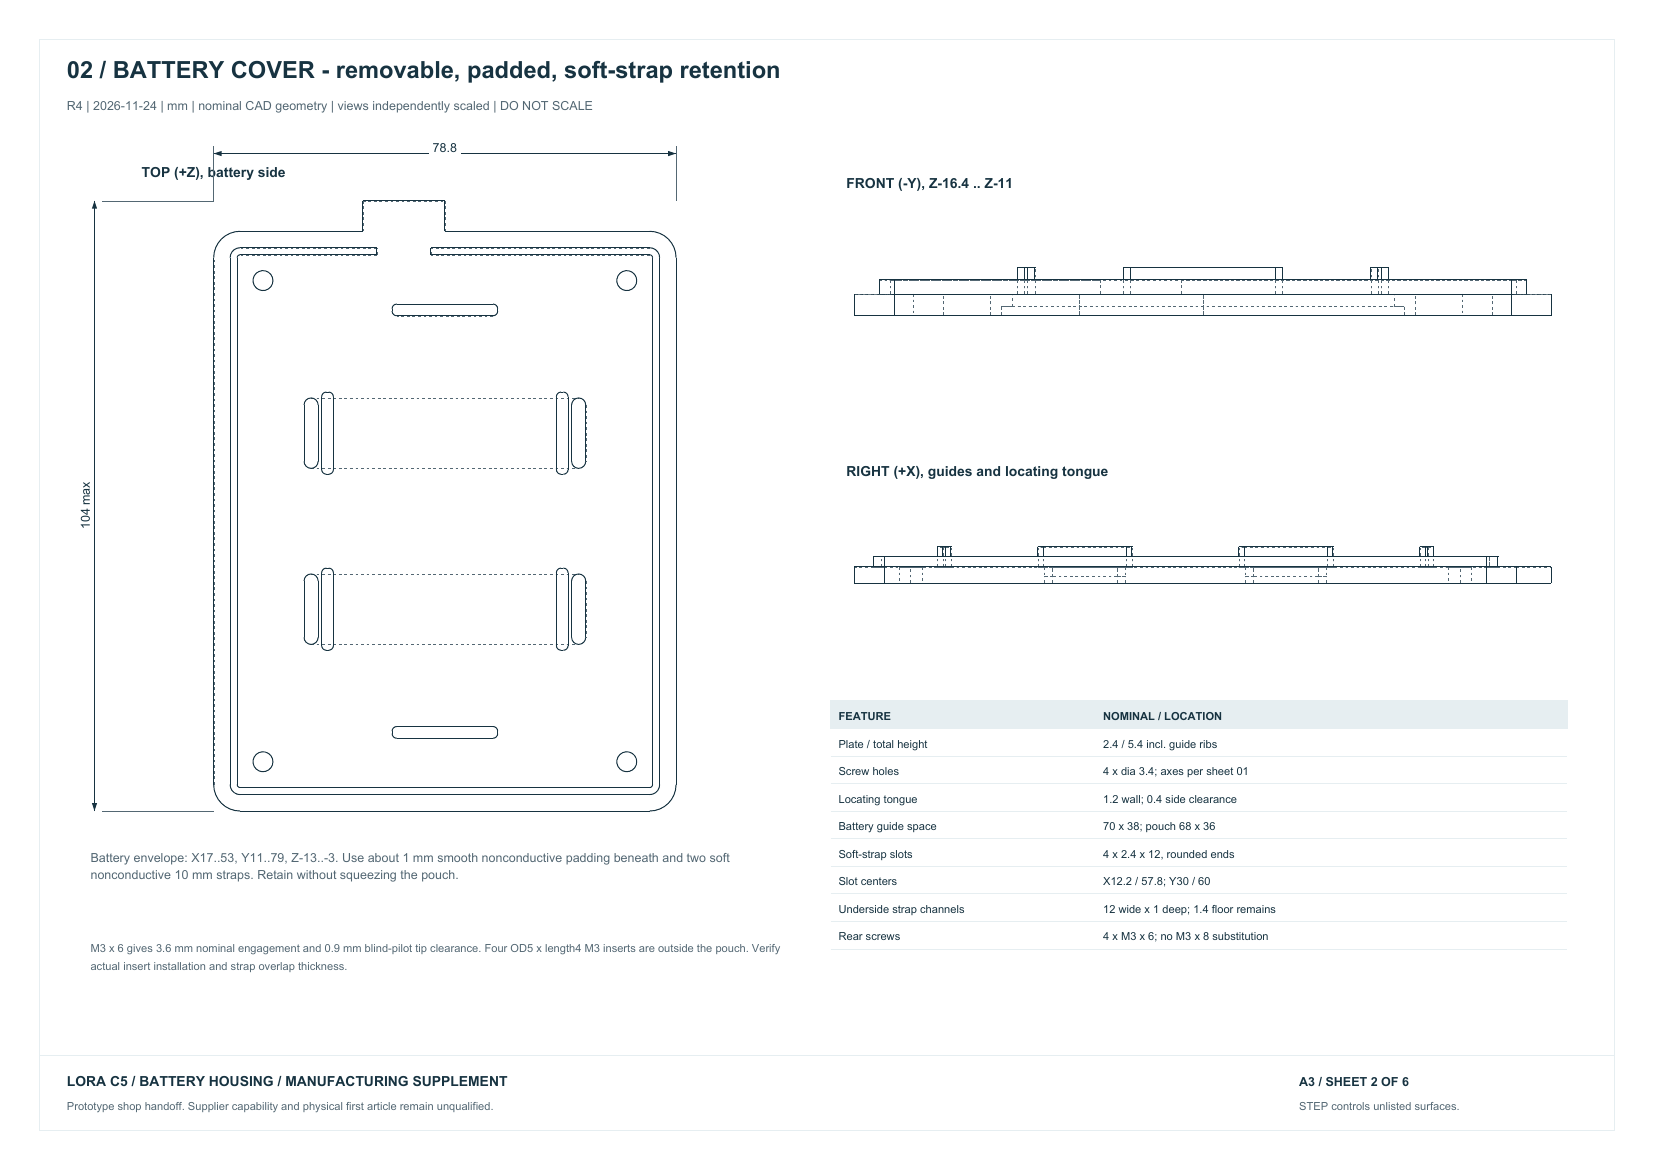 02 / BATTERY COVER - removable, padded, soft-strap retention
R4 | 2026-11-24 | mm | nominal CAD geometry | views independently scaled | DO NOT SCALE
78.8
TOP (+Z), battery side
104 max
FRONT (-Y), Z-16.4 .. Z-11
RIGHT (+X), guides and locating tongue
FEATURE NOMINAL / LOCATION
Plate / total height 2.4 / 5.4 incl. guide ribs
Screw holes 4 x dia 3.4; axes per sheet 01
Locating tongue 1.2 wall; 0.4 side clearance
Battery guide space 70 x 38; pouch 68 x 36
Soft-strap slots 4 x 2.4 x 12, rounded ends
Slot centers X12.2 / 57.8; Y30 / 60
Underside strap channels 12 wide x 1 deep; 1.4 floor remains
Rear screws 4 x M3 x 6; no M3 x 8 substitution
Battery envelope: X17..53, Y11..79, Z-13..-3. Use about 1 mm smooth nonconductive padding beneath and two soft
nonconductive 10 mm straps. Retain without squeezing the pouch.
M3 x 6 gives 3.6 mm nominal engagement and 0.9 mm blind-pilot tip clearance. Four OD5 x length4 M3 inserts are outside the pouch. Verify
actual insert installation and strap overlap thickness.
LORA C5 / BATTERY HOUSING / MANUFACTURING SUPPLEMENT
Prototype shop handoff. Supplier capability and physical first article remain unqualified.
A3 / SHEET 2 OF 6
STEP controls unlisted surfaces.